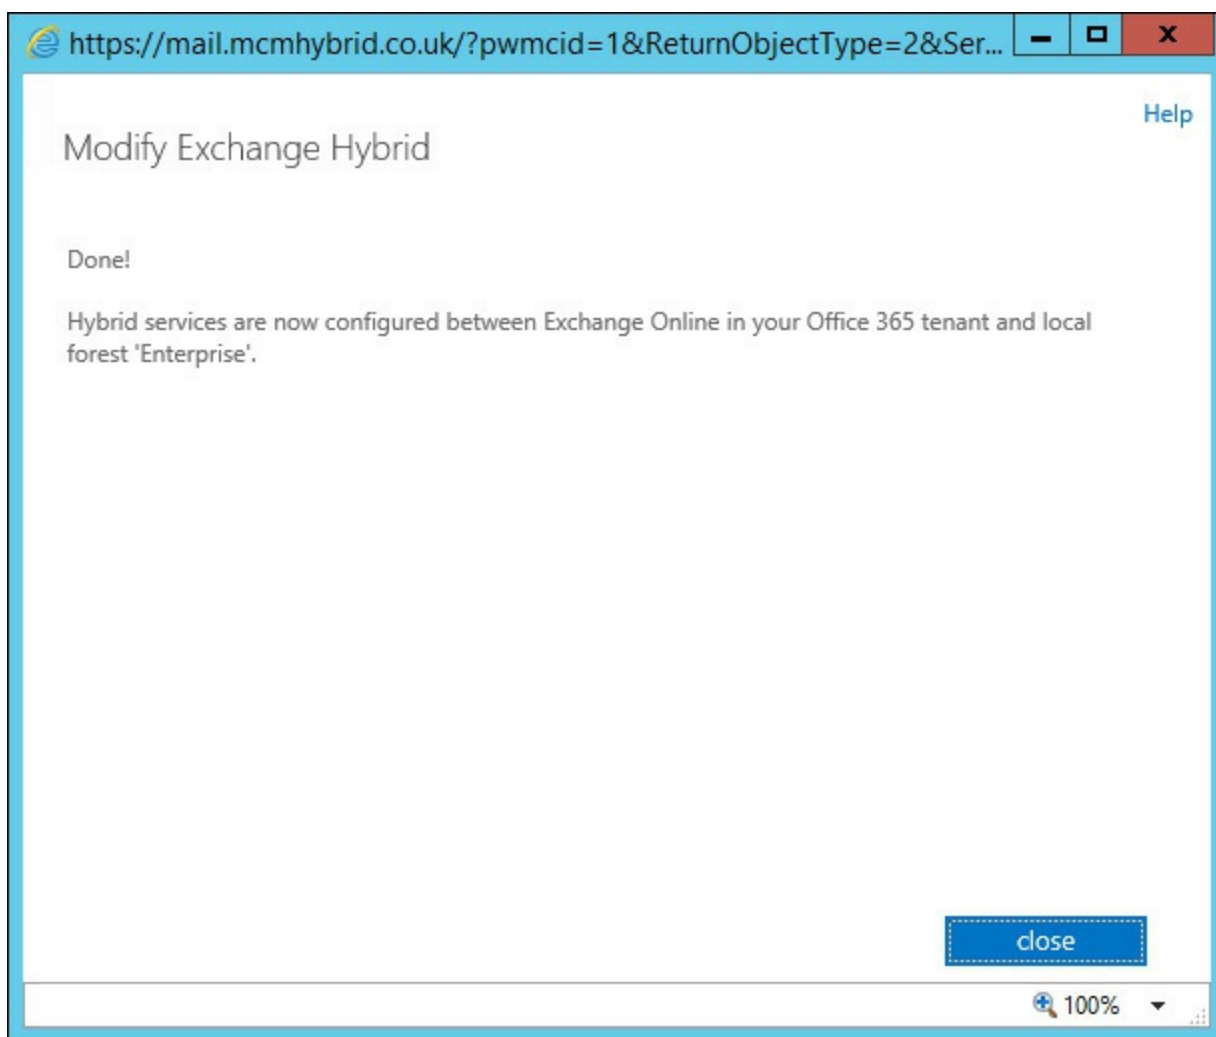 https://mail.mcmhybrid.co.uk/?pwmcid=1&ReturnObjectType=2&Ser...
Help
Modify Exchange Hybrid
Done!
Hybrid services are now configured between Exchange Online in your Office 365 tenant and local
forest 'Enterprise'.
close
100%